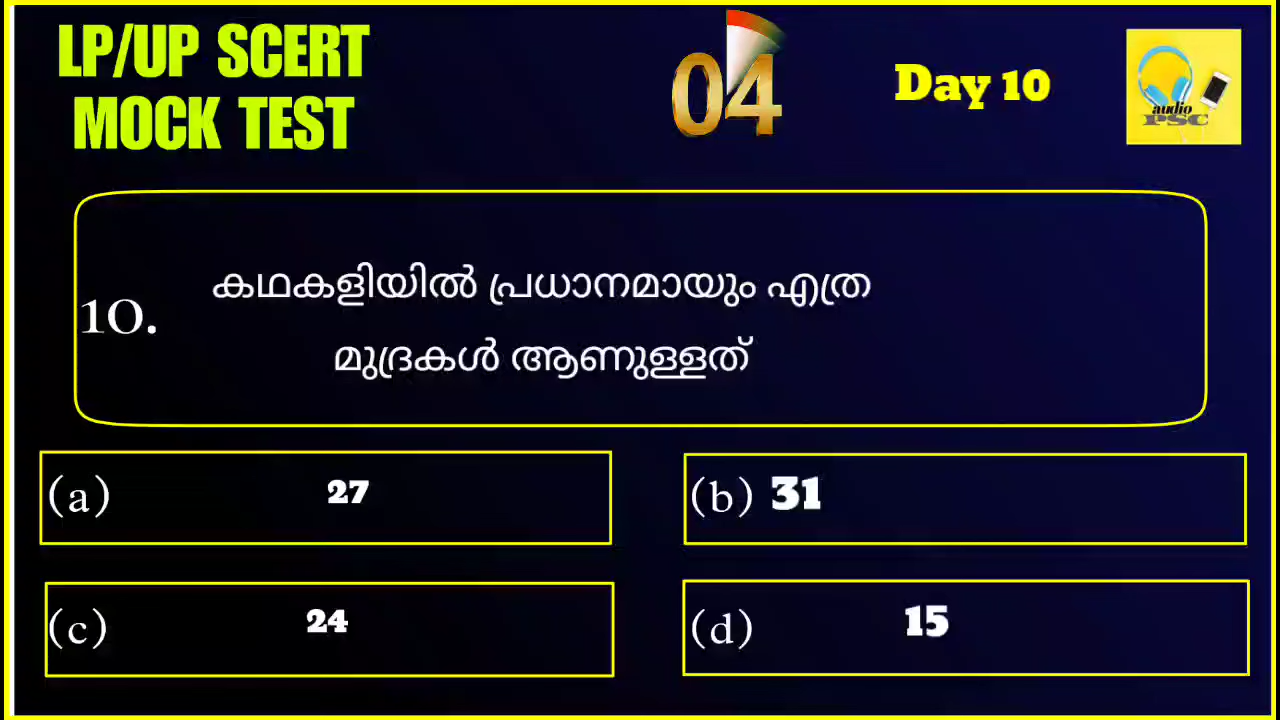 LP/UP SCERT
MOCK TEST
04
Day 10
audio
PSC
10.
കഥകളിയിൽ പ്രധാനമായും എത്ര
മുദ്രകൾ ആണുള്ളത്
(a) 27
(b) 31
(c) 24
(d) 15